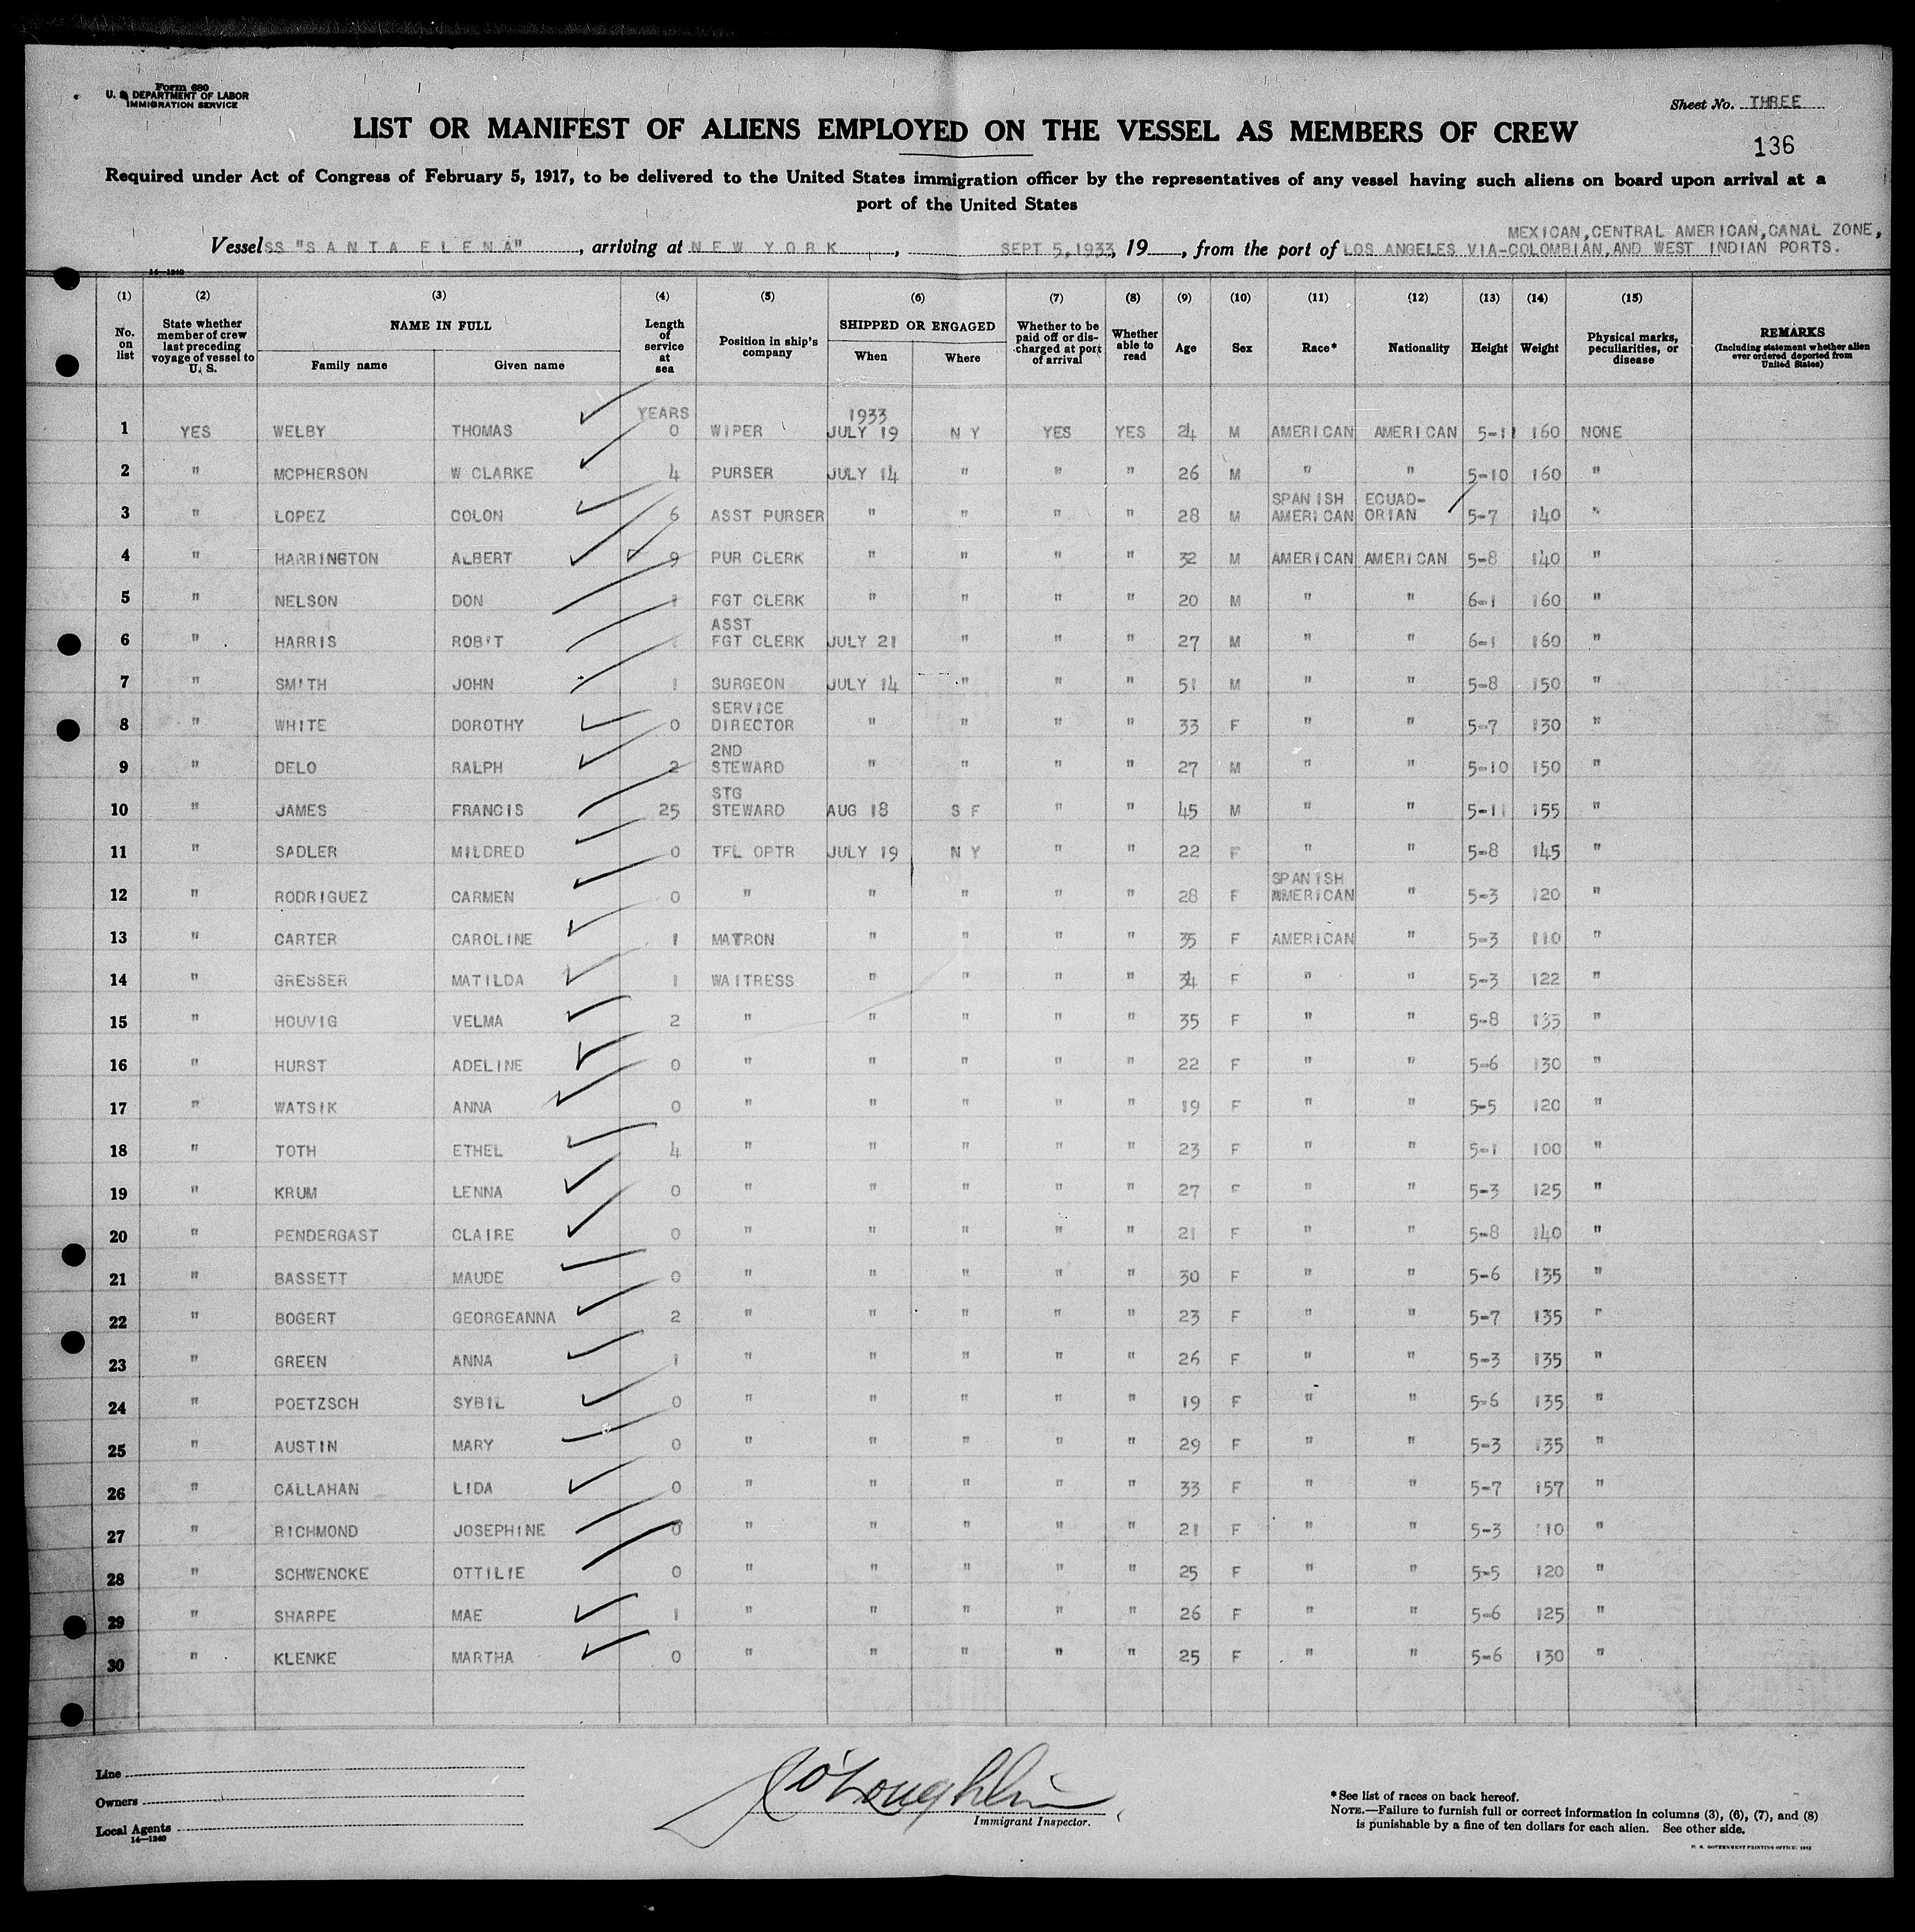 Form 680
U. S. DEPARTMENT OF LABOR
IMMIGRATION SERVICE
Sheet No. THREE
LIST OR MANIFEST OF ALIENS EMPLOYED ON THE VESSEL AS MEMBERS OF CREW
136
Required under Act of Congress of February 5, 1917, to be delivered to the United States immigration officer by the representatives of any vessel having such aliens on board upon arrival at a
port of the United States
MEXICAN,CENTRAL AMERICAN,CANAL ZONE,
Vessel SS "SANTA ELENA", arriving at NEW YORK, SEPT 5,1933, 19, from the port of LOS ANGELES VIA-COLOMBIAN,AND WEST INDIAN PORTS.
14-1240
(1) (2) (3) (4) (5) (6) (7) (8) (9) (10) (11) (12) (13) (14) (15)
No. on list State whether member of crew last preceding voyage of vessel to U. S. NAME IN FULL Family name Given name Length of service at sea Position in ship's company SHIPPED OR ENGAGED When Where Whether to be paid off or discharged at port of arrival Whether able to read Age Sex Race* Nationality Height Weight Physical marks, peculiarities, or disease REMARKS (Including statement whether alien ever ordered deported from United States)
YEARS 1933
1 YES WELBY THOMAS 0 WIPER JULY 19 N Y YES YES 24 M AMERICAN AMERICAN 5-11 160 NONE
2 " MCPHERSON W CLARKE 4 PURSER JULY 14 " " " 26 M " " 5-10 160 "
SPANISH ECUAD-
3 " LOPEZ COLON 6 ASST PURSER " " " " 28 M AMERICAN ORIAN 5-7 140 "
4 " HARRINGTON ALBERT 9 PUR CLERK " " " " 32 M AMERICAN AMERICAN 5-8 140 "
5 " NELSON DON 1 FGT CLERK " " " " 20 M " " 6-1 160 "
ASST
6 " HARRIS ROB'T 1 FGT CLERK JULY 21 " " " 27 M " " 6-1 160 "
7 " SMITH JOHN 1 SURGEON JULY 14 " " " 51 M " " 5-8 150 "
SERVICE
8 " WHITE DOROTHY 0 DIRECTOR " " " " 33 F " " 5-7 130 "
2ND
9 " DELO RALPH 2 STEWARD " " " " 27 M " " 5-10 150 "
STG
10 " JAMES FRANCIS 25 STEWARD AUG 18 S F " " 45 M " " 5-11 155 "
11 " SADLER MILDRED 0 TEL OPTR JULY 19 N Y " " 22 F " " 5-8 145 "
SPANISH
12 " RODRIGUEZ CARMEN 0 " " " " " 28 F AMERICAN " 5-3 120 "
13 " CARTER CAROLINE 1 MATRON " " " " 35 F AMERICAN " 5-3 110 "
14 " GRESSER MATILDA 1 WAITRESS " " " " 34 F " " 5-3 122 "
15 " HOUVIG VELMA 2 " " " " " 35 F " " 5-8 135 "
16 " HURST ADELINE 0 " " " " " 22 F " " 5-6 130 "
17 " WATSIK ANNA 0 " " " " " 19 F " " 5-5 120 "
18 " TOTH ETHEL 4 " " " " " 23 F " " 5-1 100 "
19 " KRUM LENNA 0 " " " " " 27 F " " 5-3 125 "
20 " PENDERGAST CLAIRE 0 " " " " " 21 F " " 5-8 140 "
21 " BASSETT MAUDE 0 " " " " " 30 F " " 5-6 135 "
22 " BOGERT GEORGEANNA 2 " " " " " 23 F " " 5-7 135 "
23 " GREEN ANNA 1 " " " " " 26 F " " 5-3 135 "
24 " POETZSCH SYBIL 0 " " " " " 19 F " " 5-6 135 "
25 " AUSTIN MARY 0 " " " " " 29 F " " 5-3 135 "
26 " CALLAHAN LIDA 0 " " " " " 33 F " " 5-7 157 "
27 " RICHMOND JOSEPHINE 0 " " " " " 21 F " " 5-3 110 "
28 " SCHWENCKE OTTILIE 0 " " " " " 25 F " " 5-5 120 "
29 " SHARPE MAE 1 " " " " " 26 F " " 5-6 125 "
30 " KLENKE MARTHA 0 " " " " " 25 F " " 5-6 130 "
Line
Owners
Local Agents
14-1240
J O'Loughlin
Immigrant Inspector.
*See list of races on back hereof.
NOTE.—Failure to furnish full or correct information in columns (3), (6), (7), and (8)
is punishable by a fine of ten dollars for each alien. See other side.
U. S. GOVERNMENT PRINTING OFFICE: 1932